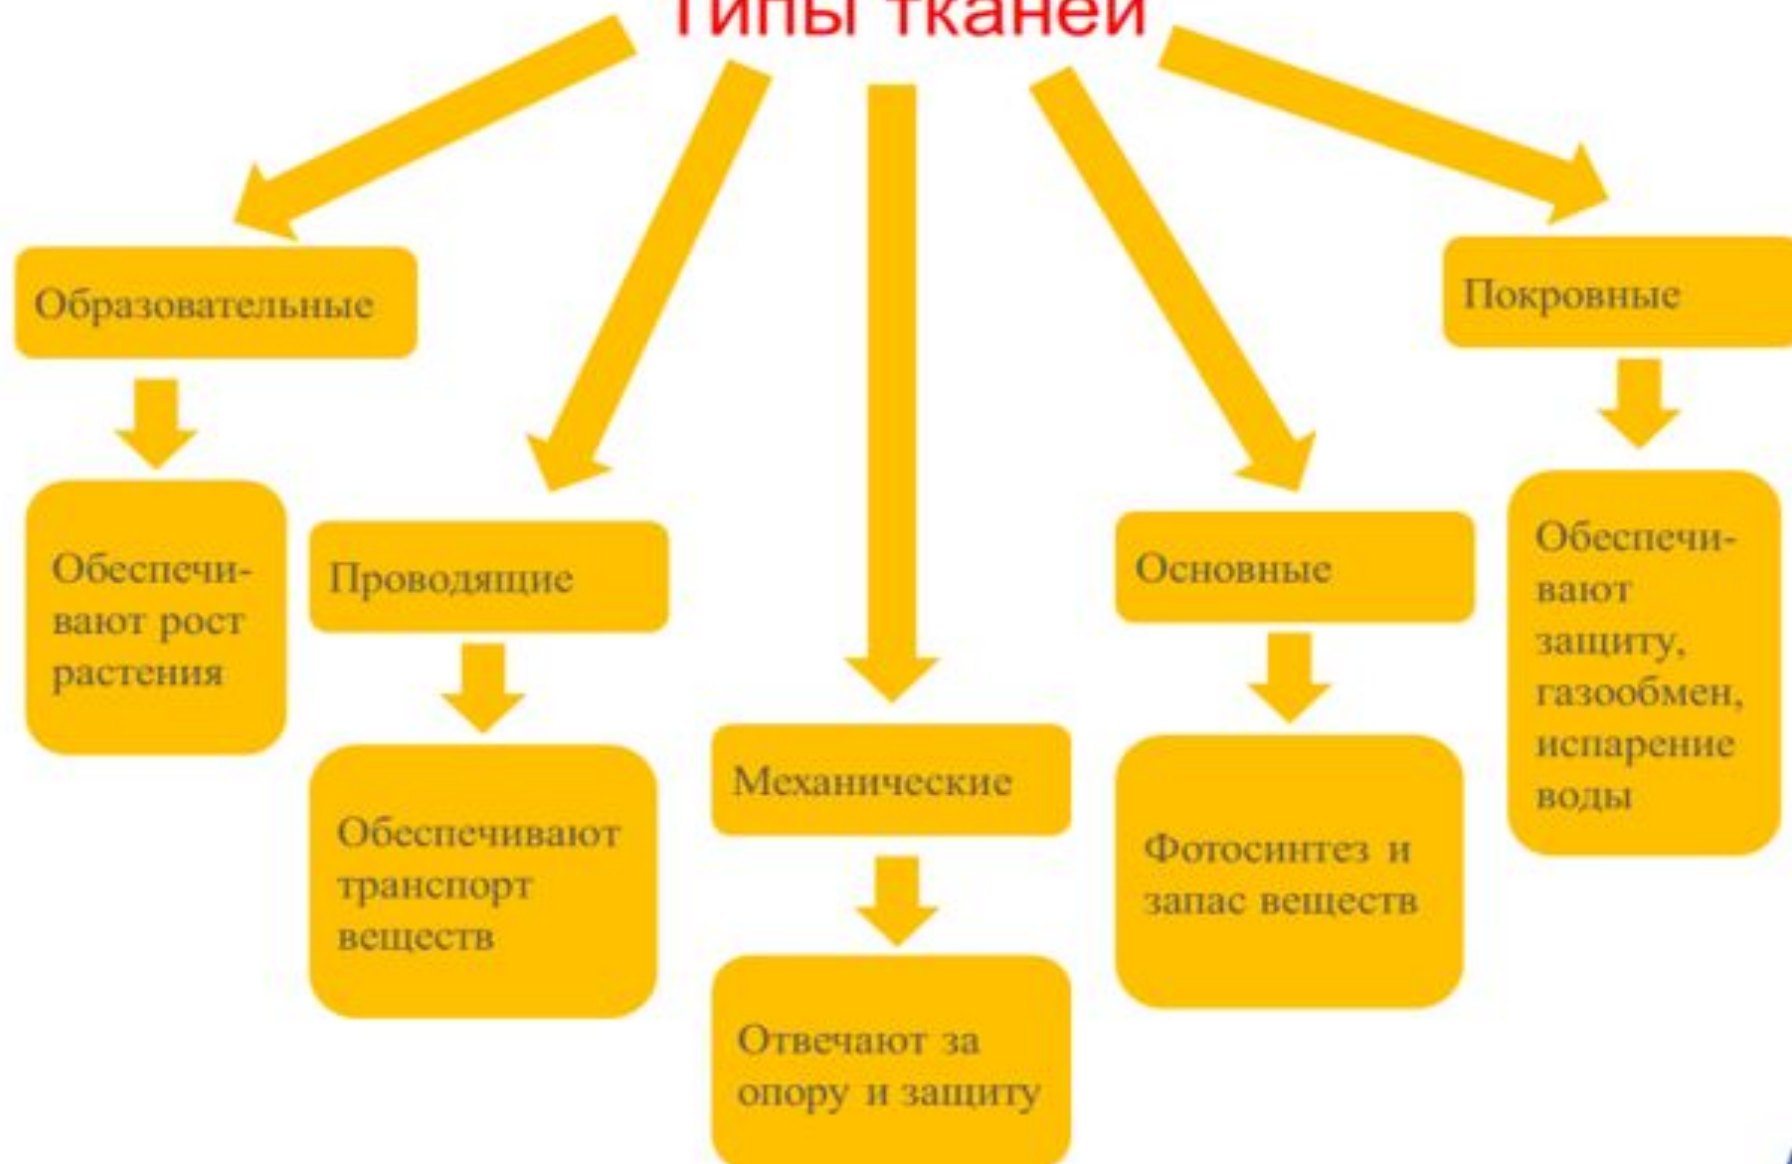 Типы тканей
Образовательные
Обеспечи-
вают рост
растения
Проводящие
Обеспечивают
транспорт
веществ
Механические
Отвечают за
опору и защиту
Основные
Фотосинтез и
запас веществ
Покровные
Обеспечи-
вают
защиту,
газообмен,
испарение
воды